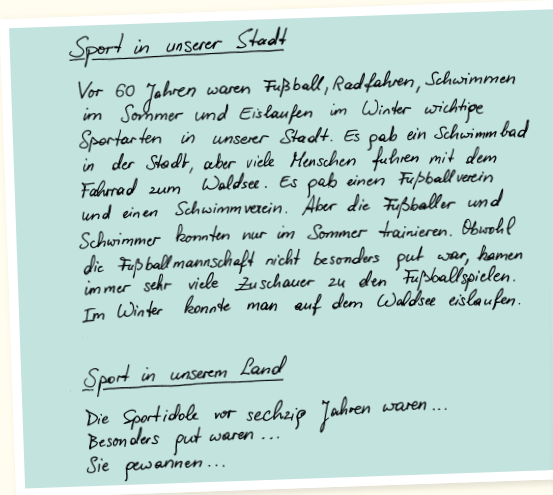 Sport in unserer Stadt
Vor 60 Jahren waren Fußball, Radfahren, Schwimmen
im Sommer und Eislaufen im Winter wichtige
Sportarten in unserer Stadt. Es gab ein Schwimmbad
in der Stadt, aber viele Menschen fuhren mit dem
Fahrrad zum Waldsee. Es gab einen Fußballverein
und einen Schwimmverein. Aber die Fußballer und
Schwimmer konnten nur im Sommer trainieren. Obwohl
die Fußballmannschaft nicht besonders gut war, kamen
immer sehr viele Zuschauer zu den Fußballspielen.
Im Winter konnte man auf dem Waldsee eislaufen.
Sport in unserem Land
Die Sportidole vor sechzig Jahren waren ...
Besonders gut waren ...
Sie gewannen ...